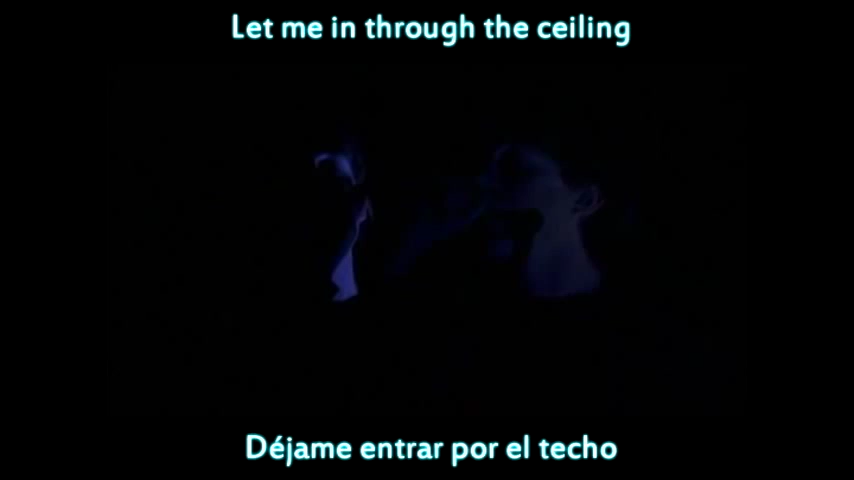 Let me in through the ceiling
Déjame entrar por el techo